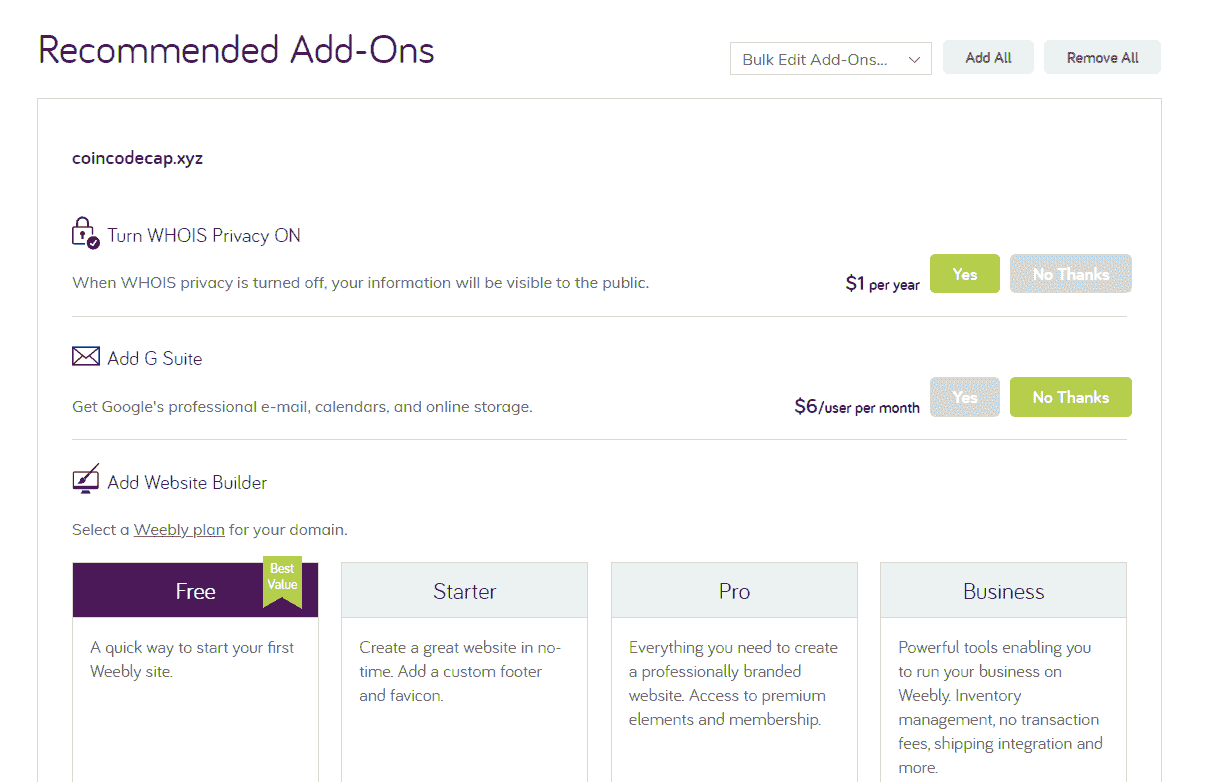 Recommended Add-Ons
Bulk Edit Add-Ons...
Add All
Remove All
coincodecap.xyz
Turn WHOIS Privacy ON
When WHOIS privacy is turned off, your information will be visible to the public.
$1 per year
Yes
No Thanks
Add G Suite
Get Google's professional e-mail, calendars, and online storage.
$6/user per month
Yes
No Thanks
Add Website Builder
Select a Weebly plan for your domain.
Free
Best
Value
A quick way to start your first
Weebly site.
Starter
Create a great website in no-
time. Add a custom footer
and favicon.
Pro
Everything you need to create
a professionally branded
website. Access to premium
elements and membership.
Business
Powerful tools enabling you
to run your business on
Weebly. Inventory
management, no transaction
fees, shipping integration and
more.